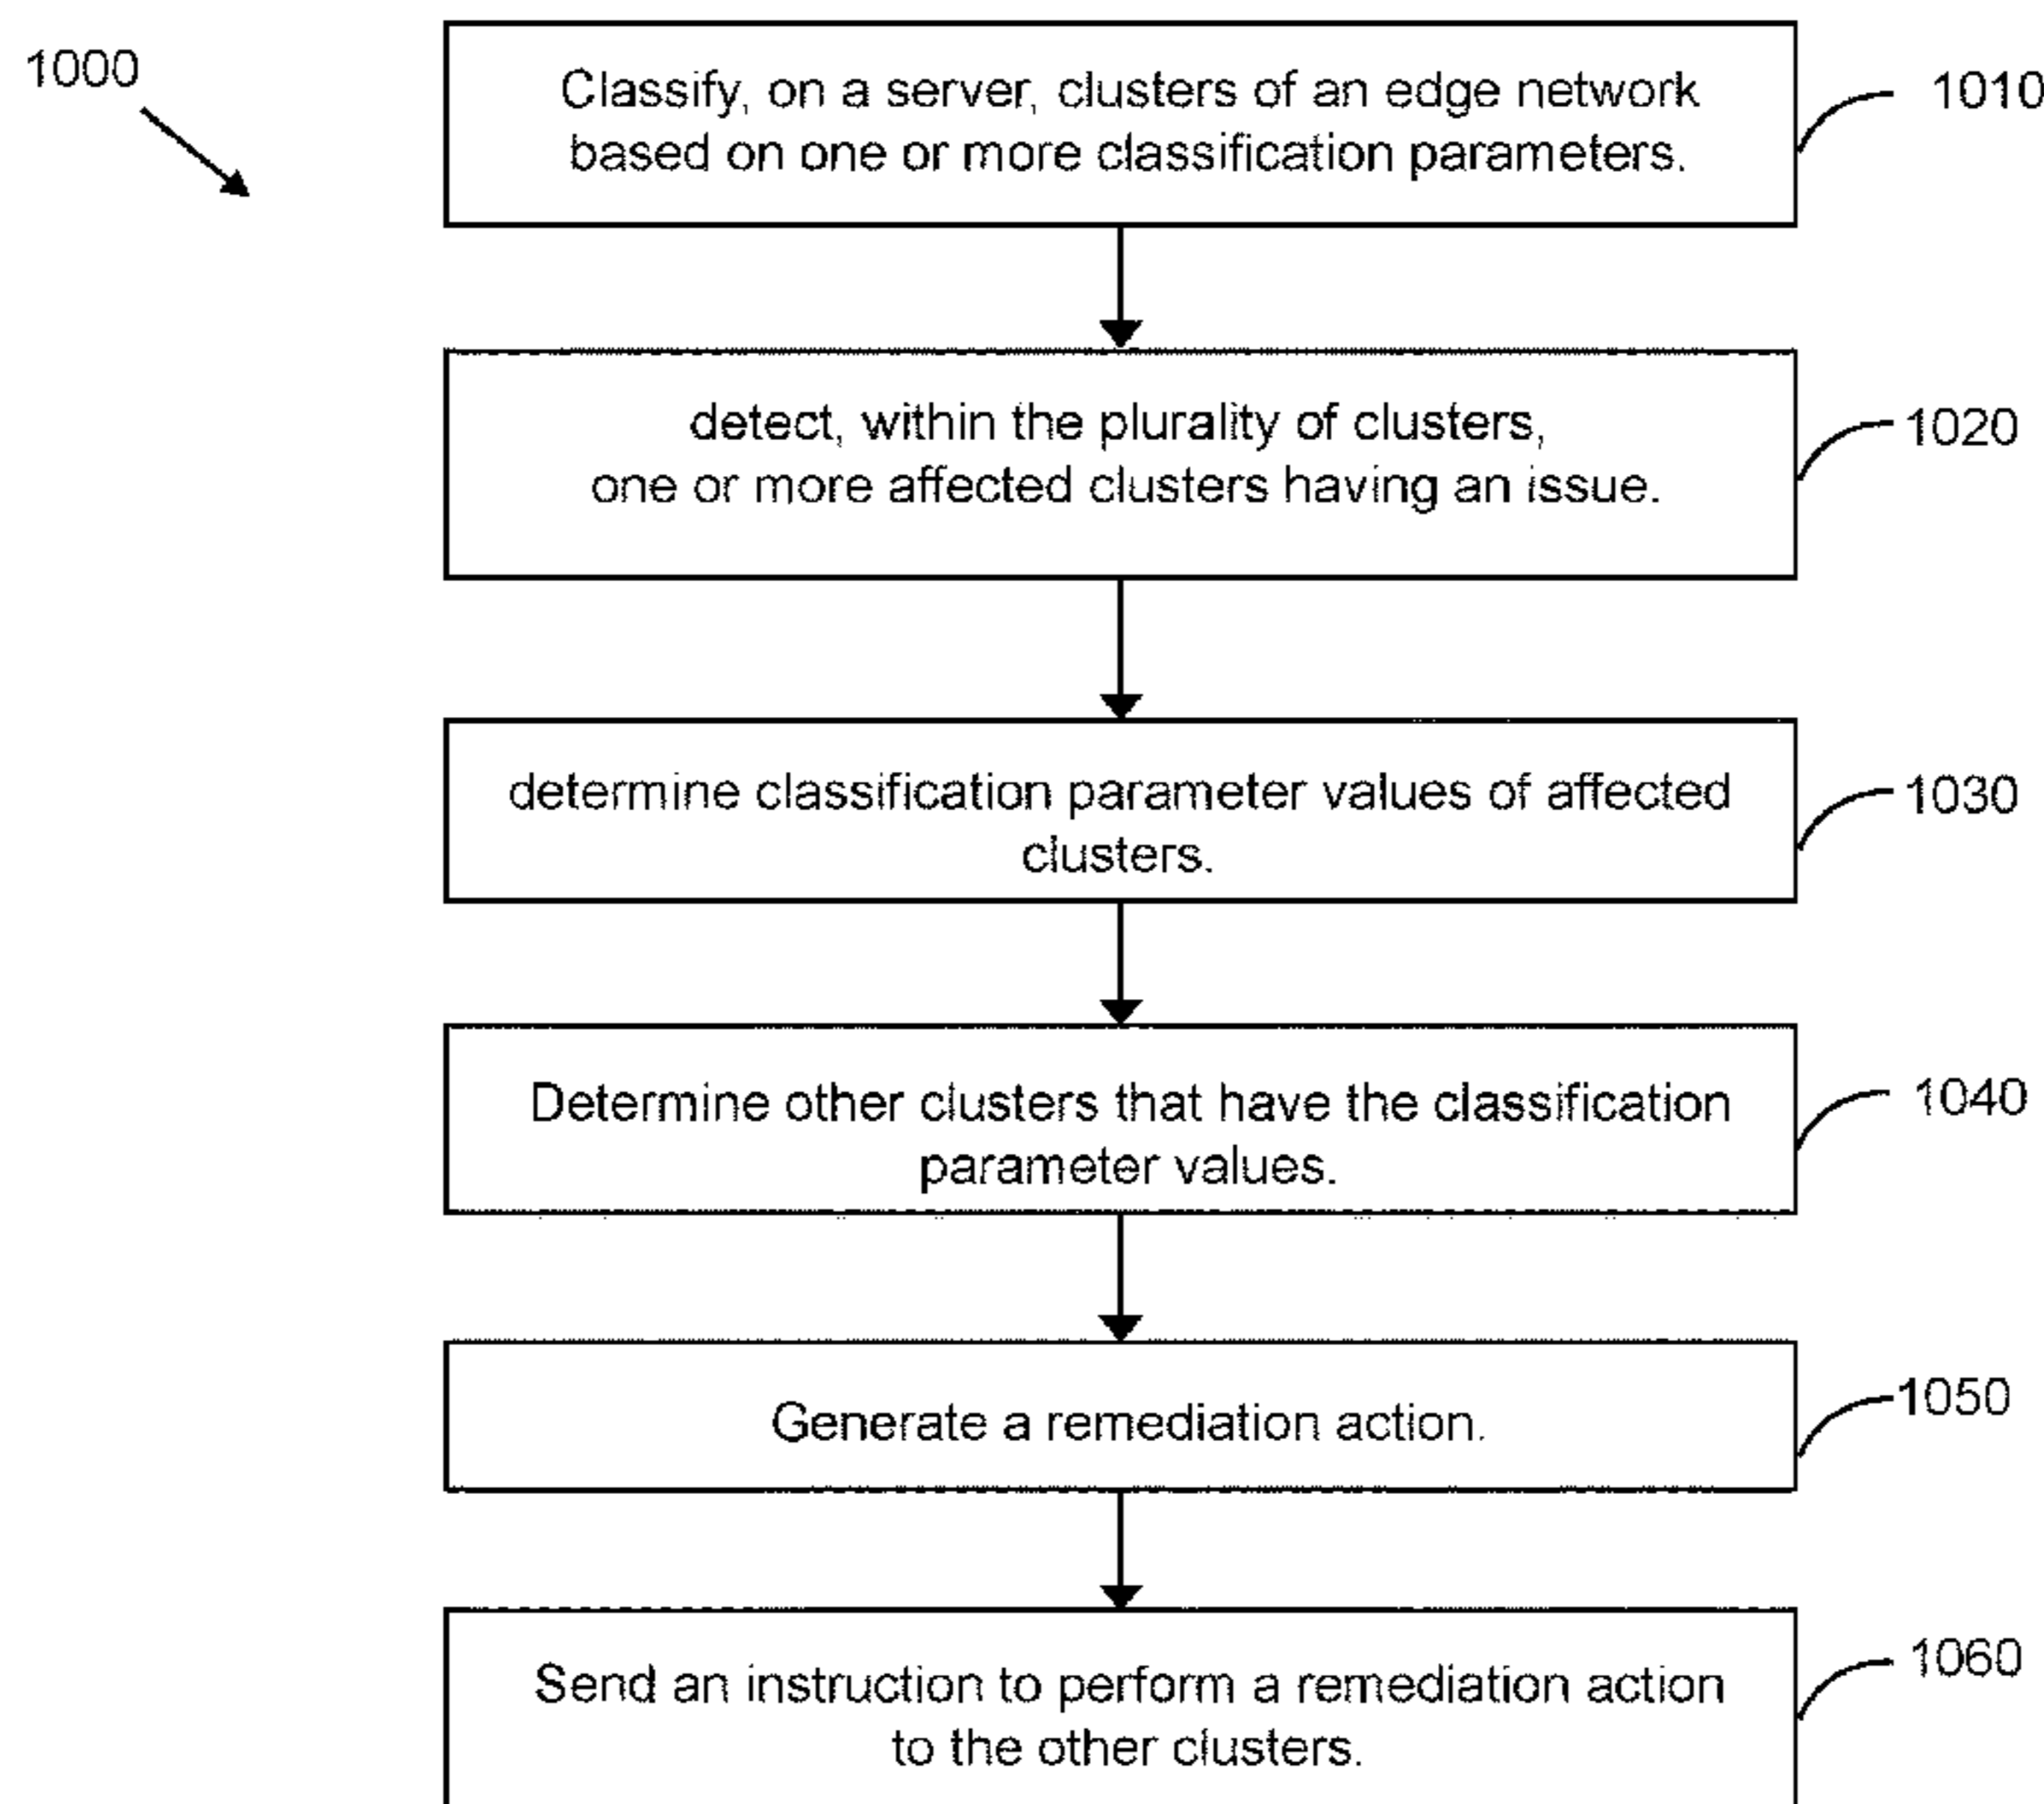 1000
Classify, on a server, clusters of an edge network
based on one or more classification parameters.
1010
detect, within the plurality of clusters,
one or more affected clusters having an issue.
1020
determine classification parameter values of affected
clusters.
1030
Determine other clusters that have the classification
parameter values.
1040
Generate a remediation action.
1050
Send an instruction to perform a remediation action
to the other clusters.
1060